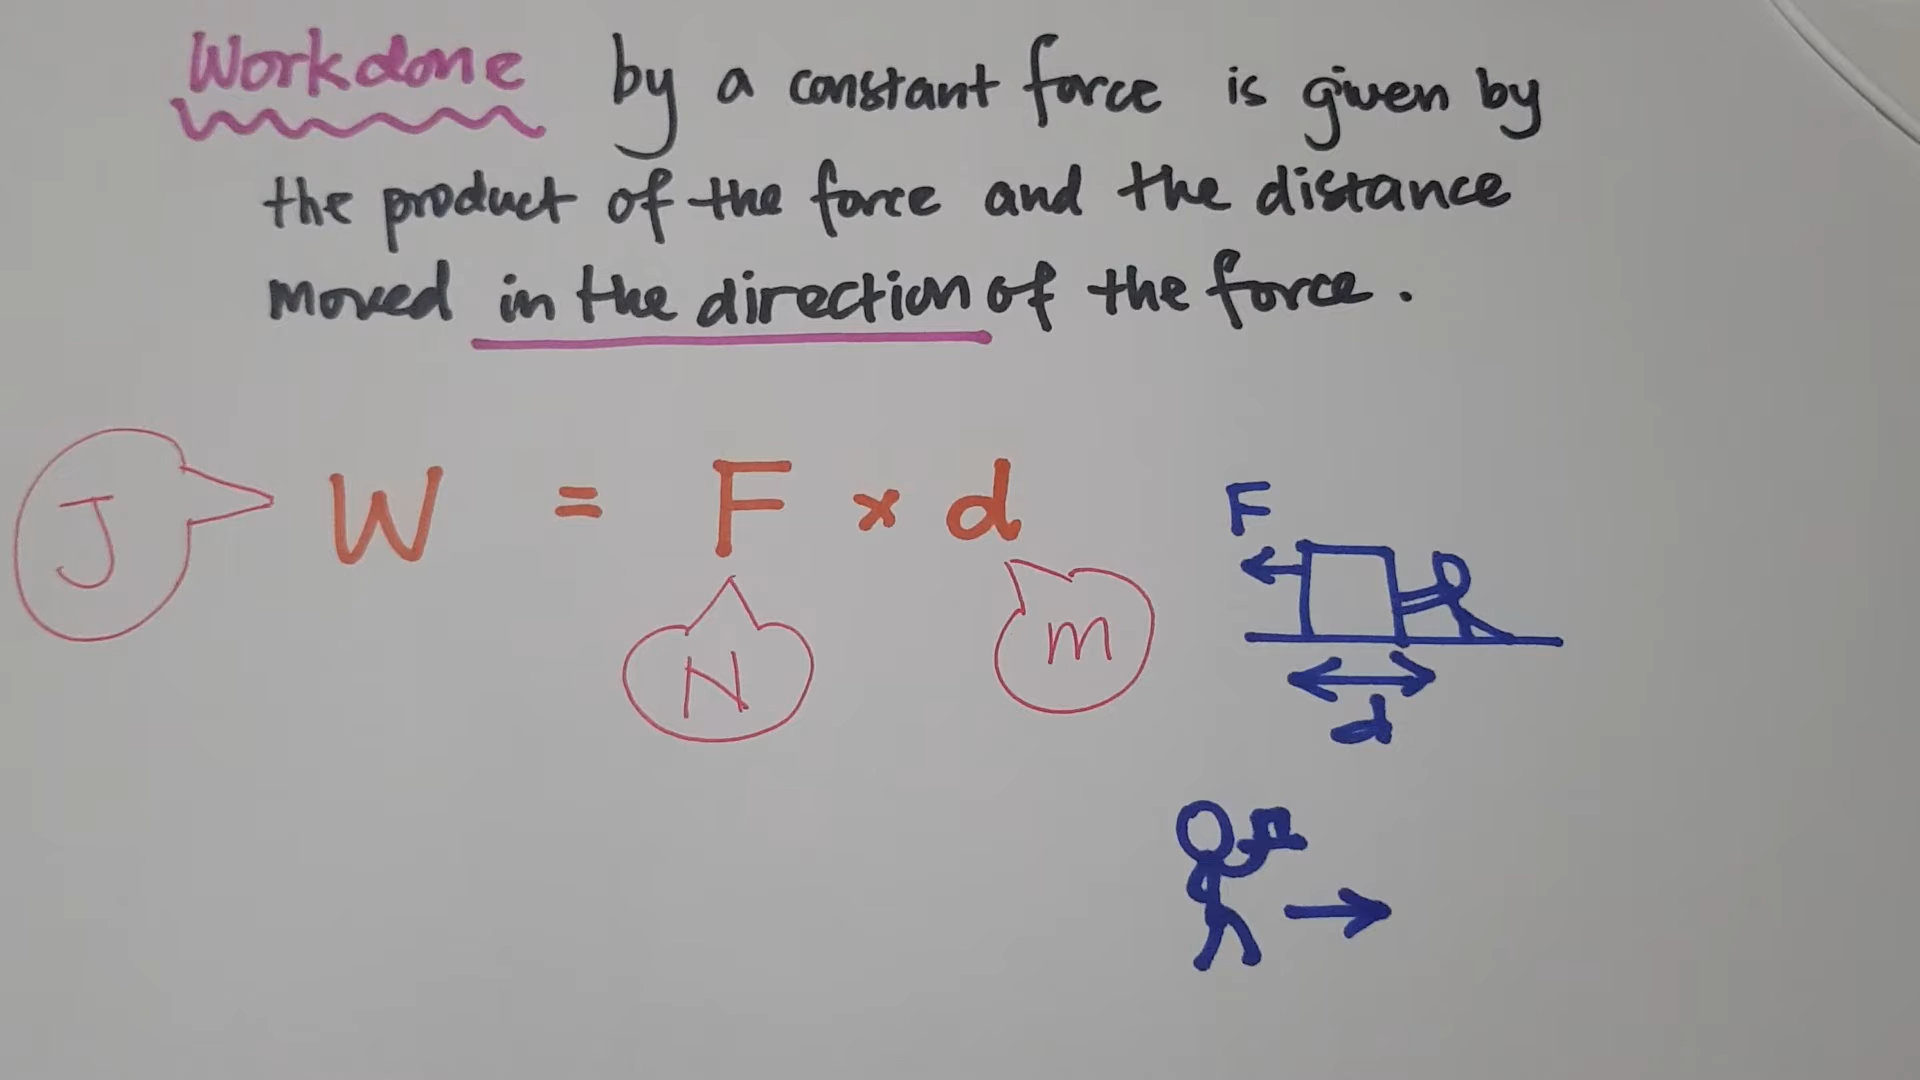 Workdone by a constant force is given by
the product of the force and the distance
moved in the direction of the force.
J W = F × d
N
m
F
d